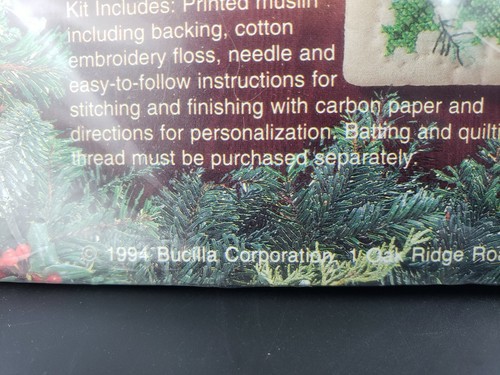 Kit Includes: Printed muslin
including backing, cotton
embroidery floss, needle and
easy-to-follow instructions for
stitching and finishing with carbon paper and
directions for personalization. Batting and quilti
thread must be purchased separately.
© 1994 Bucilla Corporation, 1 Oak Ridge Roa